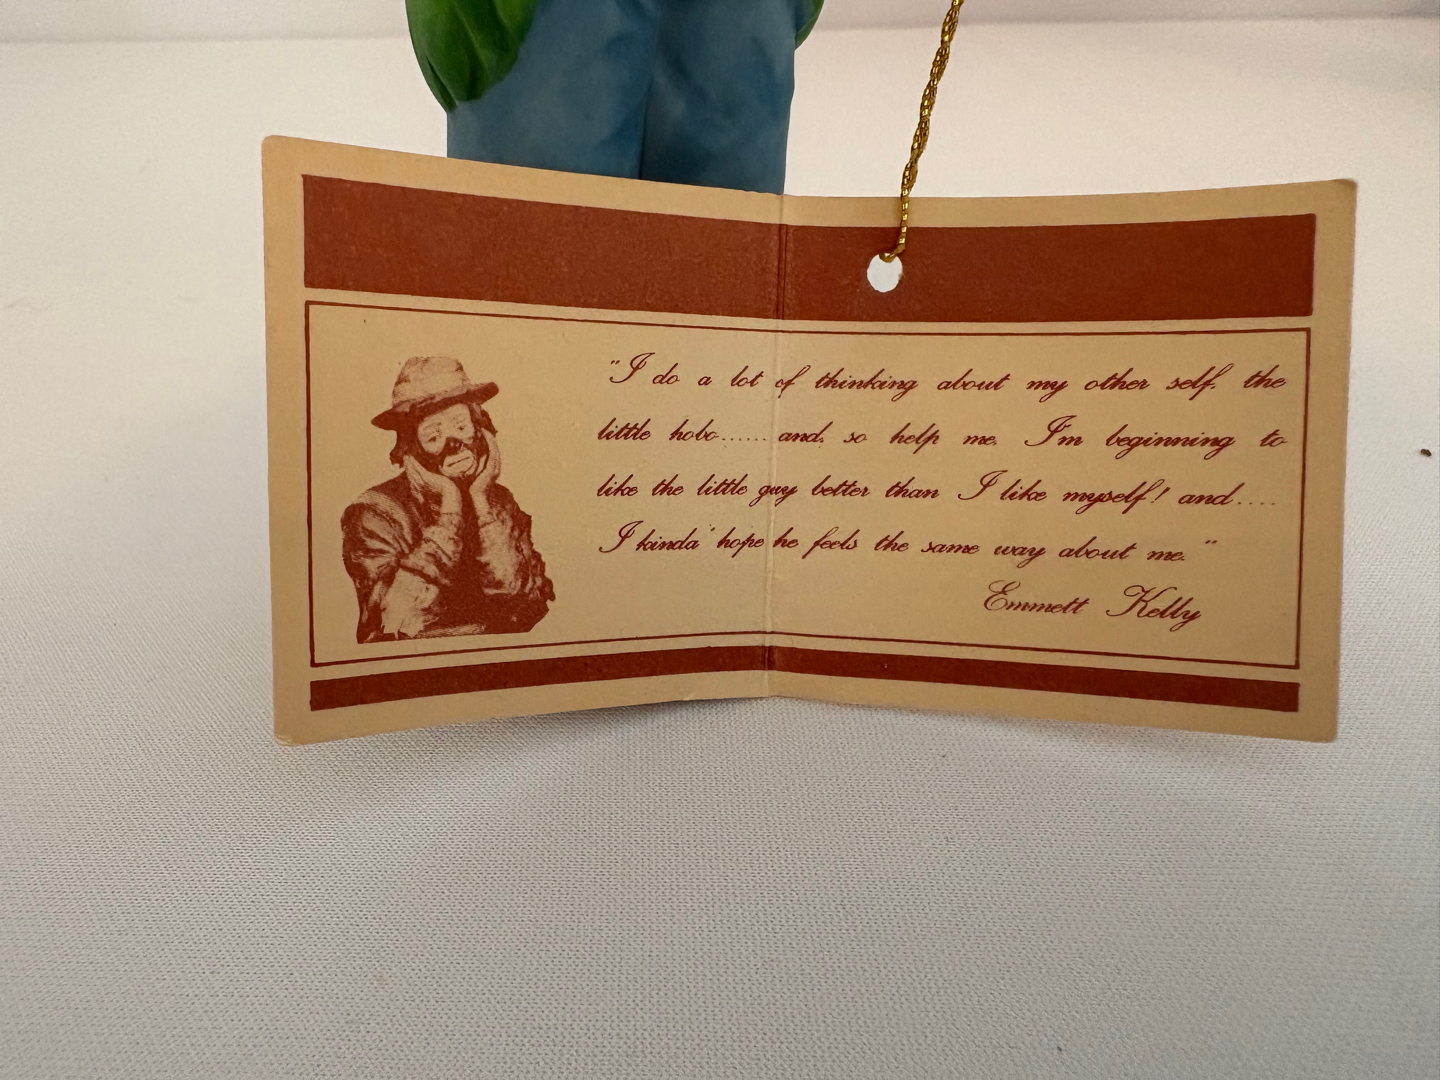 "I do a lot of thinking about my other self, the
little hobo...... and, so help me. I'm beginning to
like the little guy better than I like myself! and....
I kinda' hope he feels the same way about me."
Emmett Kelly